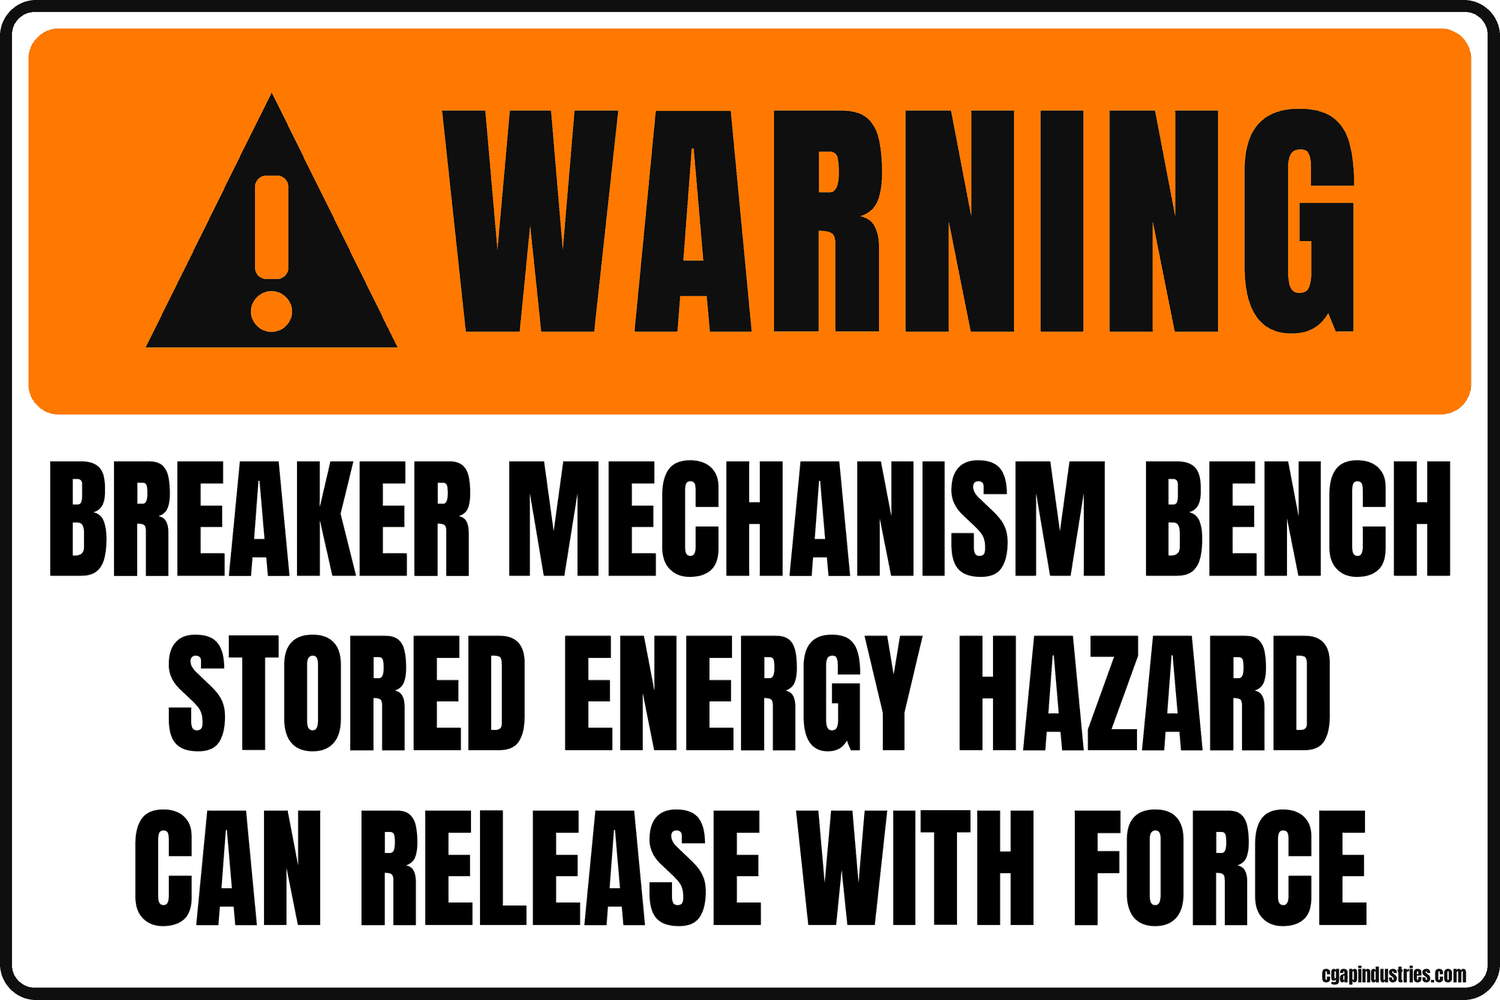 WARNING
BREAKER MECHANISM BENCH
STORED ENERGY HAZARD
CAN RELEASE WITH FORCE
cgapindustries.com